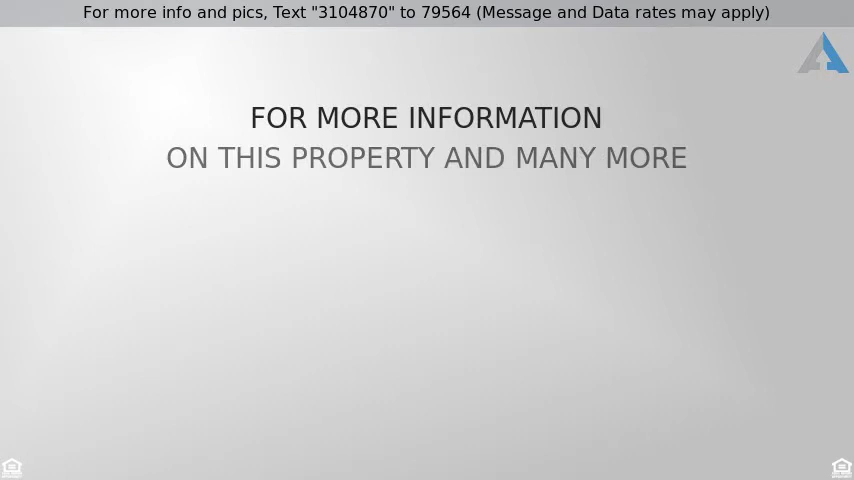 For more info and pics, Text "3104870" to 79564 (Message and Data rates may apply)
FOR MORE INFORMATION
ON THIS PROPERTY AND MANY MORE